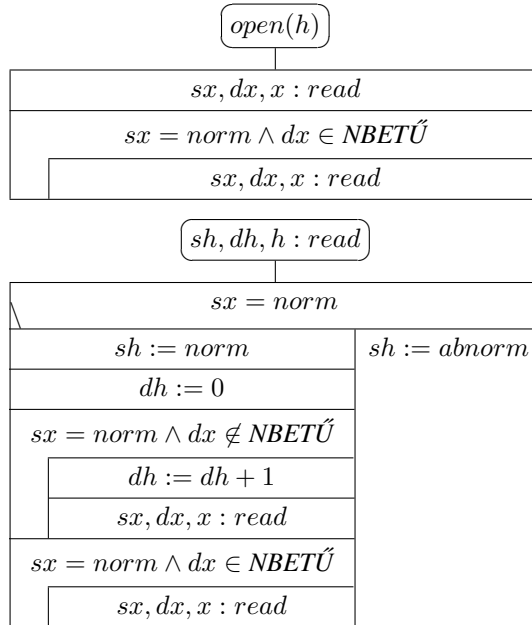 open(h)
sx, dx, x : read
sx = norm ∧ dx ∈ NBETŰ
sx, dx, x : read
sh, dh, h : read
sx = norm
sh := norm
sh := abnorm
dh := 0
sx = norm ∧ dx ∉ NBETŰ
dh := dh + 1
sx, dx, x : read
sx = norm ∧ dx ∈ NBETŰ
sx, dx, x : read